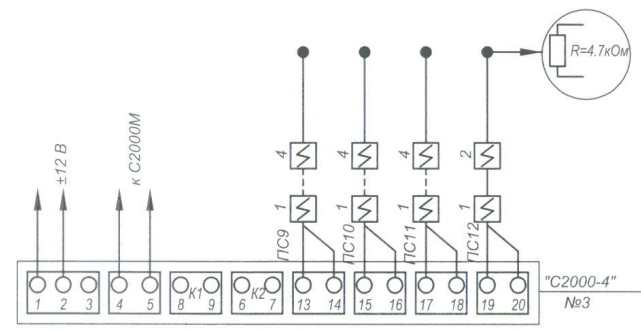 R=4.7кОм
±12 В
к С2000М
4 4 4 2
1 1 1 1
ПС9 ПС10 ПС11 ПС12
1 2 3 4 5 8 К1 9 6 К2 7 13 14 15 16 17 18 19 20
"С2000-4"
№3